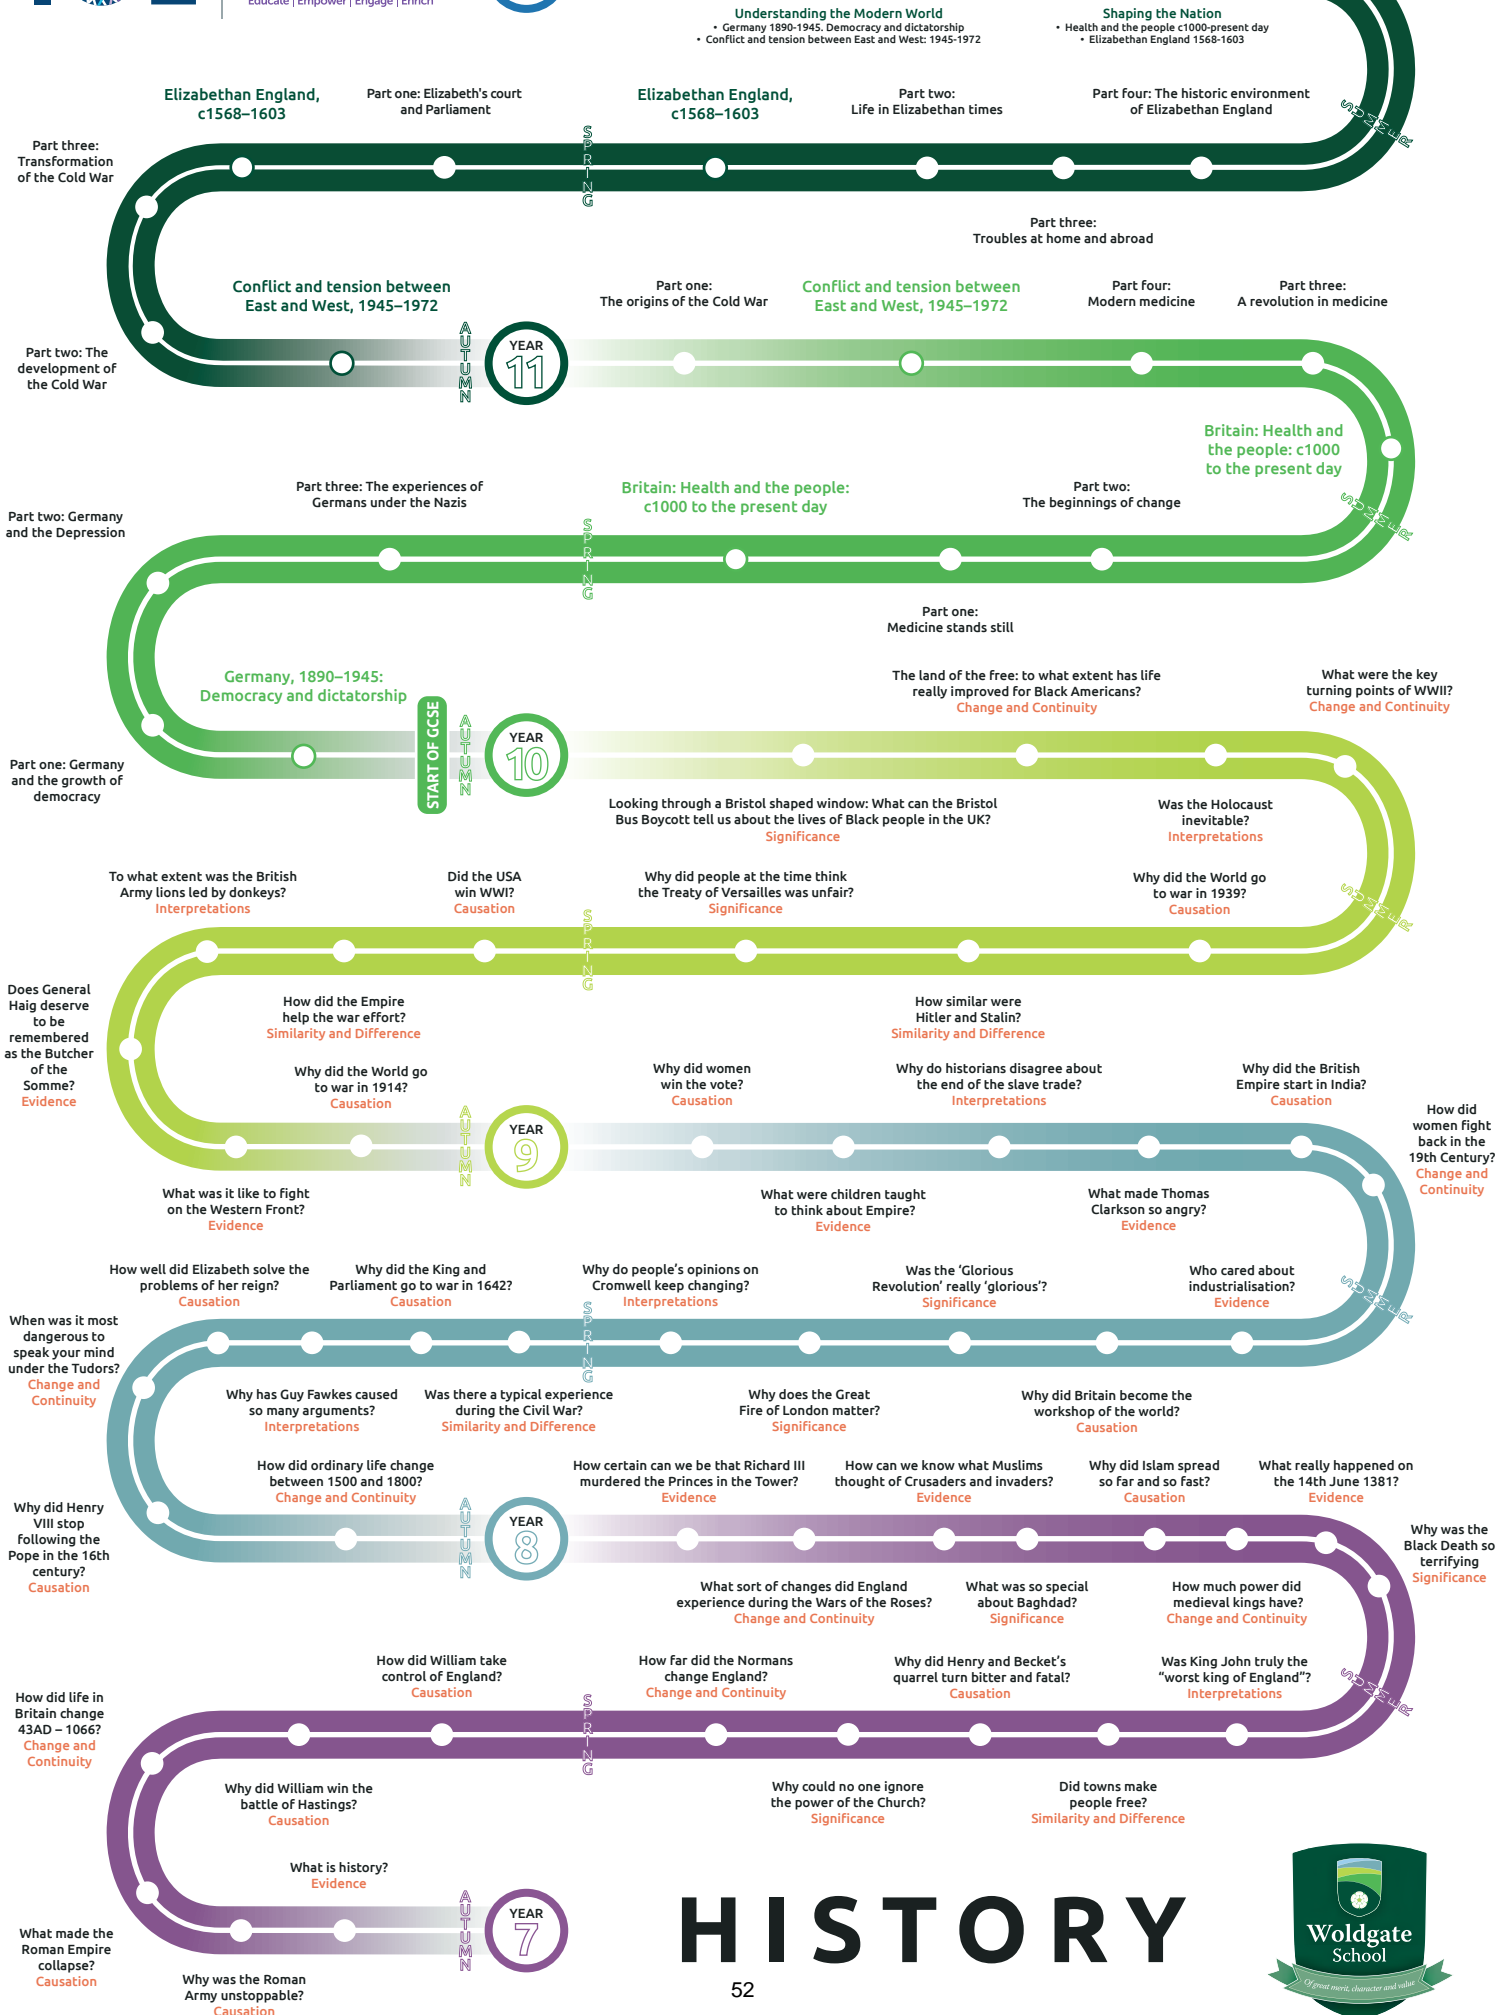 Educate | Empower | Engage | Enrich
Understanding the Modern World
• Germany 1890-1945. Democracy and dictatorship
• Conflict and tension between East and West: 1945-1972
Shaping the Nation
• Health and the people c1000-present day
• Elizabethan England 1568-1603
Elizabethan England,
c1568–1603
Part one: Elizabeth's court
and Parliament
Elizabethan England,
c1568–1603
Part two:
Life in Elizabethan times
Part four: The historic environment
of Elizabethan England
SUMMER
SPRING
Part three:
Transformation
of the Cold War
Part three:
Troubles at home and abroad
Conflict and tension between
East and West, 1945–1972
AUTUMN
YEAR
11
Part one:
The origins of the Cold War
Conflict and tension between
East and West, 1945–1972
Part four:
Modern medicine
Part three:
A revolution in medicine
Part two: The
development of
the Cold War
Britain: Health and
the people: c1000
to the present day
SUMMER
Part two: Germany
and the Depression
Part three: The experiences of
Germans under the Nazis
SPRING
Britain: Health and the people:
c1000 to the present day
Part two:
The beginnings of change
Part one:
Medicine stands still
Germany, 1890–1945:
Democracy and dictatorship
START OF GCSE
AUTUMN
YEAR
10
The land of the free: to what extent has life
really improved for Black Americans?
Change and Continuity
What were the key
turning points of WWII?
Change and Continuity
Part one: Germany
and the growth of
democracy
Looking through a Bristol shaped window: What can the Bristol
Bus Boycott tell us about the lives of Black people in the UK?
Significance
Was the Holocaust
inevitable?
Interpretations
To what extent was the British
Army lions led by donkeys?
Interpretations
Did the USA
win WWI?
Causation
SPRING
Why did people at the time think
the Treaty of Versailles was unfair?
Significance
Why did the World go
to war in 1939?
Causation
SUMMER
Does General
Haig deserve
to be
remembered
as the Butcher
of the
Somme?
Evidence
How did the Empire
help the war effort?
Similarity and Difference
How similar were
Hitler and Stalin?
Similarity and Difference
Why did the World go
to war in 1914?
Causation
AUTUMN
YEAR
9
Why did women
win the vote?
Causation
Why do historians disagree about
the end of the slave trade?
Interpretations
Why did the British
Empire start in India?
Causation
How did
women fight
back in the
19th Century?
Change and
Continuity
What was it like to fight
on the Western Front?
Evidence
What were children taught
to think about Empire?
Evidence
What made Thomas
Clarkson so angry?
Evidence
How well did Elizabeth solve the
problems of her reign?
Causation
Why did the King and
Parliament go to war in 1642?
Causation
SPRING
Why do people’s opinions on
Cromwell keep changing?
Interpretations
Was the ‘Glorious
Revolution’ really ‘glorious’?
Significance
Who cared about
industrialisation?
Evidence
SUMMER
When was it most
dangerous to
speak your mind
under the Tudors?
Change and
Continuity
Why has Guy Fawkes caused
so many arguments?
Interpretations
Was there a typical experience
during the Civil War?
Similarity and Difference
Why does the Great
Fire of London matter?
Significance
Why did Britain become the
workshop of the world?
Causation
How did ordinary life change
between 1500 and 1800?
Change and Continuity
AUTUMN
YEAR
8
How certain can we be that Richard III
murdered the Princes in the Tower?
Evidence
How can we know what Muslims
thought of Crusaders and invaders?
Evidence
Why did Islam spread
so far and so fast?
Causation
What really happened on
the 14th June 1381?
Evidence
Why did Henry
VIII stop
following the
Pope in the 16th
century?
Causation
Why was the
Black Death so
terrifying
Significance
What sort of changes did England
experience during the Wars of the Roses?
Change and Continuity
What was so special
about Baghdad?
Significance
How much power did
medieval kings have?
Change and Continuity
How did William take
control of England?
Causation
SPRING
How far did the Normans
change England?
Change and Continuity
Why did Henry and Becket’s
quarrel turn bitter and fatal?
Causation
Was King John truly the
“worst king of England”?
Interpretations
SUMMER
How did life in
Britain change
43AD – 1066?
Change and
Continuity
Why did William win the
battle of Hastings?
Causation
Why could no one ignore
the power of the Church?
Significance
Did towns make
people free?
Similarity and Difference
What is history?
Evidence
AUTUMN
YEAR
7
What made the
Roman Empire
collapse?
Causation
Why was the Roman
Army unstoppable?
Causation
HISTORY
52
Woldgate
School
Of great merit, character and value